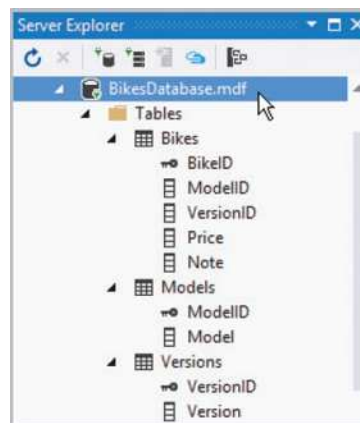 Server Explorer
BikesDatabase.mdf
Tables
Bikes
BikeID
ModelID
VersionID
Price
Note
Models
ModelID
Model
Versions
VersionID
Version